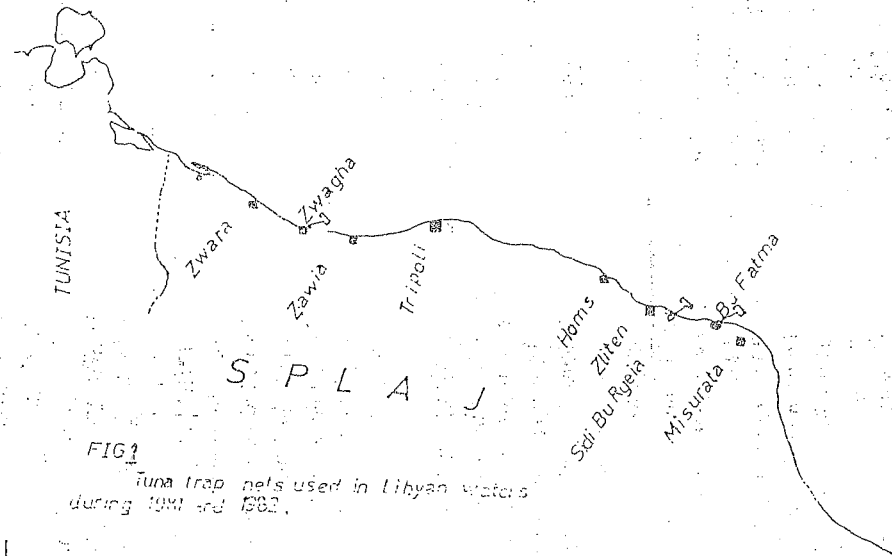 TUNISIA
Zwara
Zwagha
Zawia
Tripoli
Homs
Zliten
Sdi Bu Ryeia
Bu Fatma
Misurata
S P L A J
FIG 1
Tuna trap nets used in Libyan waters
during 1981 and 1982.